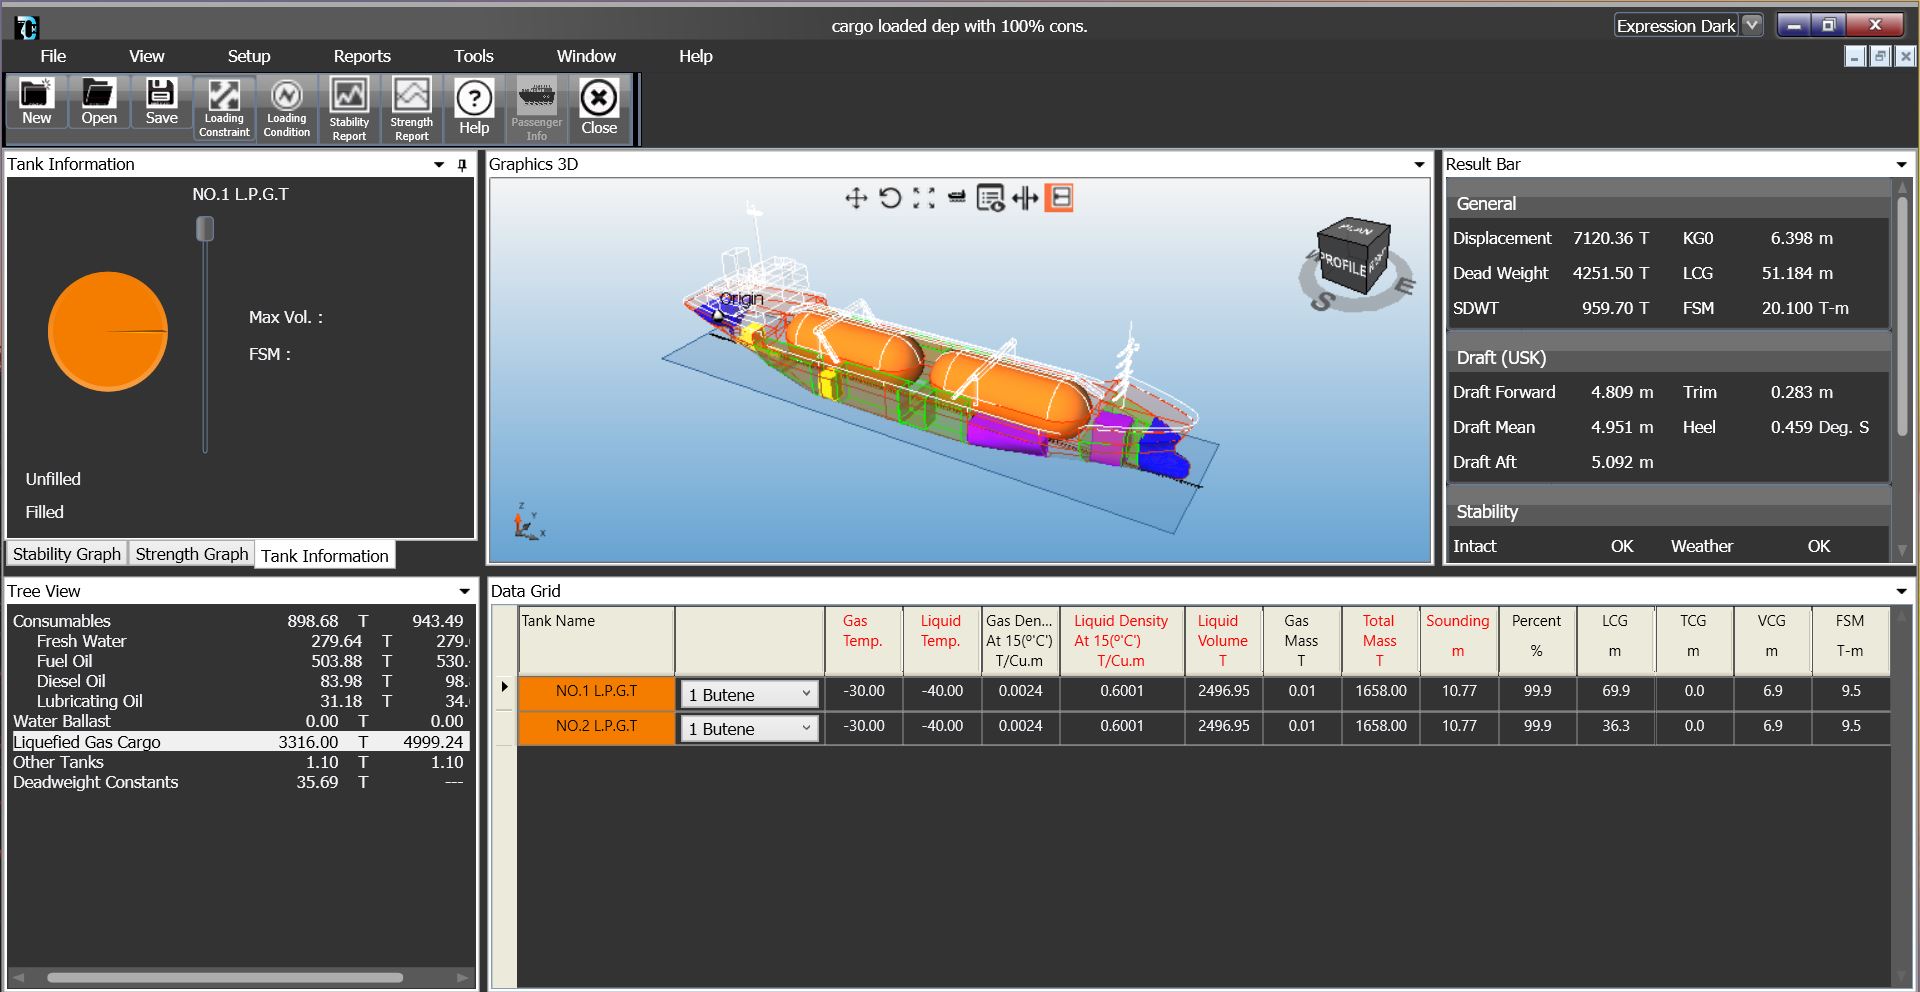 cargo loaded dep with 100% cons.
Expression Dark
File View Setup Reports Tools Window Help
New Open Save Loading Constraint Loading Condition Stability Report Strength Report Help Passenger Info Close
Tank Information
NO.1 L.P.G.T
Max Vol. :
FSM :
Unfilled
Filled
Stability Graph Strength Graph Tank Information
Graphics 3D
Origin
PLAN
PROFILE
S
E
Z
Y
X
Result Bar
General
Displacement 7120.36 T KG0 6.398 m
Dead Weight 4251.50 T LCG 51.184 m
SDWT 959.70 T FSM 20.100 T-m
Draft (USK)
Draft Forward 4.809 m Trim 0.283 m
Draft Mean 4.951 m Heel 0.459 Deg. S
Draft Aft 5.092 m
Stability
Intact OK Weather OK
Tree View
Consumables 898.68 T 943.49
Fresh Water 279.64 T 279.
Fuel Oil 503.88 T 530.
Diesel Oil 83.98 T 98.
Lubricating Oil 31.18 T 34.
Water Ballast 0.00 T 0.00
Liquefied Gas Cargo 3316.00 T 4999.24
Other Tanks 1.10 T 1.10
Deadweight Constants 35.69 T ---
Data Grid
Tank Name Gas Temp. Liquid Temp. Gas Den... At 15(ºC') T/Cu.m Liquid Density At 15(º'C') T/Cu.m Liquid Volume T Gas Mass T Total Mass T Sounding m Percent % LCG m TCG m VCG m FSM T-m
NO.1 L.P.G.T 1 Butene -30.00 -40.00 0.0024 0.6001 2496.95 0.01 1658.00 10.77 99.9 69.9 0.0 6.9 9.5
NO.2 L.P.G.T 1 Butene -30.00 -40.00 0.0024 0.6001 2496.95 0.01 1658.00 10.77 99.9 36.3 0.0 6.9 9.5